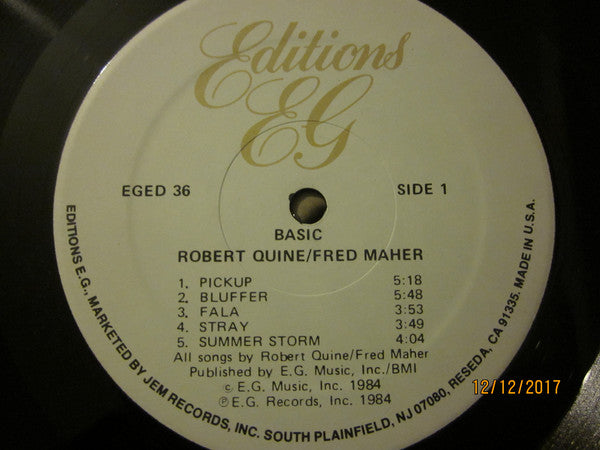 Editions
EG
EGED 36
SIDE 1
BASIC
ROBERT QUINE/FRED MAHER
1. PICKUP 5:18
2. BLUFFER 5:48
3. FALA 3:53
4. STRAY 3:49
5. SUMMER STORM 4:04
All songs by Robert Quine/Fred Maher
Published by E.G. Music, Inc./BMI
© E.G. Music, Inc. 1984
℗ E.G. Records, Inc. 1984
EDITIONS E.G., MARKETED BY JEM RECORDS, INC. SOUTH PLAINFIELD, NJ 07080, RESEDA, CA 91335. MADE IN U.S.A.
12/12/2017